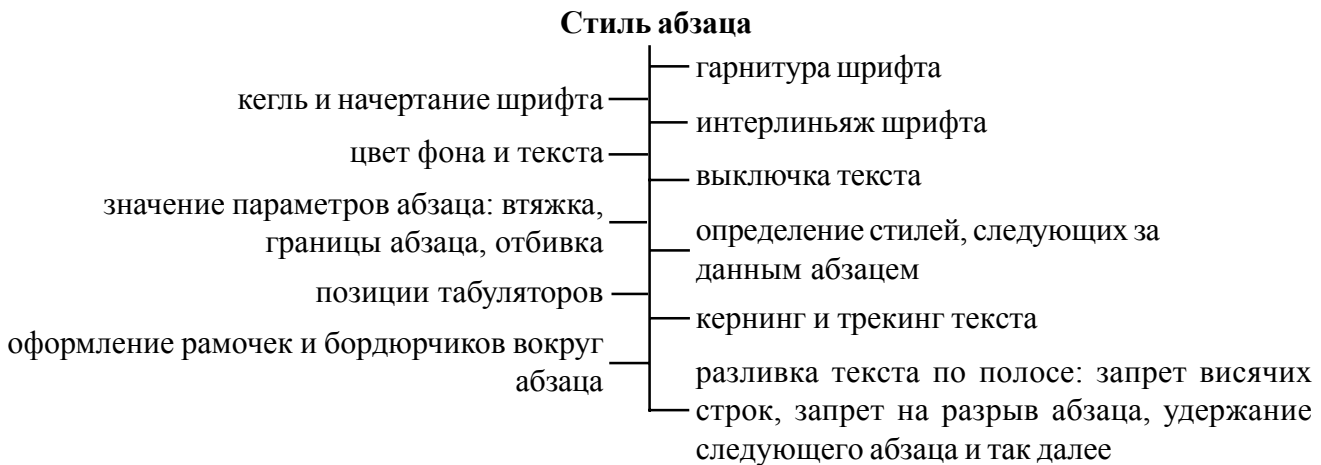 Стиль абзаца
гарнитура шрифта
кегль и начертание шрифта
интерлиньяж шрифта
цвет фона и текста
выключка текста
значение параметров абзаца: втяжка,
границы абзаца, отбивка
определение стилей, следующих за
данным абзацем
позиции табуляторов
кернинг и трекинг текста
оформление рамочек и бордюрчиков вокруг
абзаца
разливка текста по полосе: запрет висячих
строк, запрет на разрыв абзаца, удержание
следующего абзаца и так далее